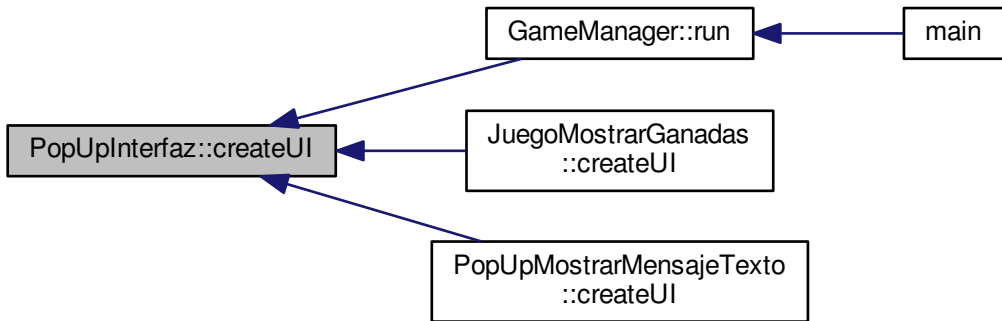 GameManager::run
main
PopUpInterfaz::createUI
JuegoMostrarGanadas
::createUI
PopUpMostrarMensajeTexto
::createUI